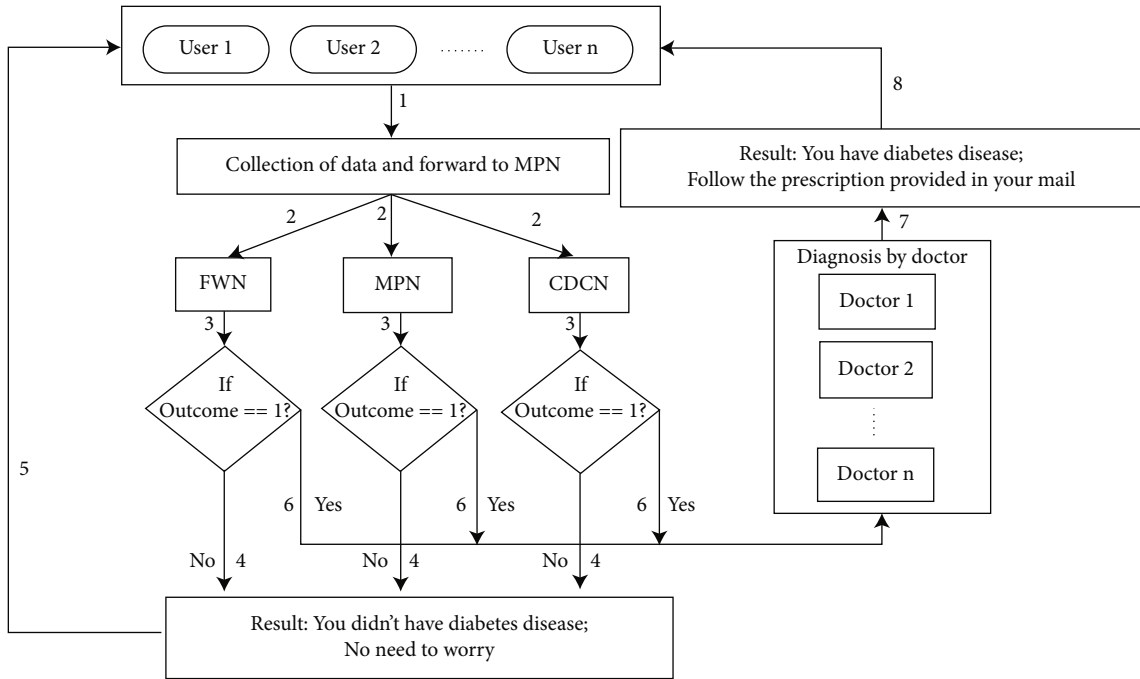 User 1
User 2
.......
User n
1
8
Collection of data and forward to MPN
Result: You have diabetes disease;
Follow the prescription provided in your mail
2
2
2
7
FWN
MPN
CDCN
Diagnosis by doctor
Doctor 1
Doctor 2
......
Doctor n
3
3
3
If
Outcome == 1?
If
Outcome == 1?
If
Outcome == 1?
5
6 Yes
6 Yes
6 Yes
No 4
No 4
No 4
Result: You didn't have diabetes disease;
No need to worry